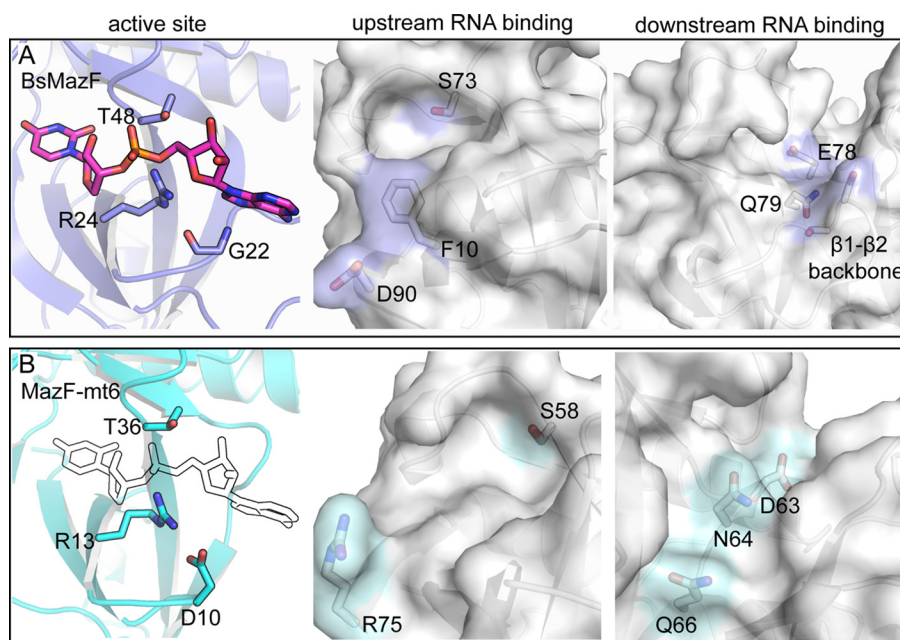 active site
upstream RNA binding
downstream RNA binding
A
BsMazF
T48
R24
G22
S73
F10
D90
E78
Q79
β1-β2
backbone
B
MazF-mt6
T36
R13
D10
S58
R75
D63
N64
Q66